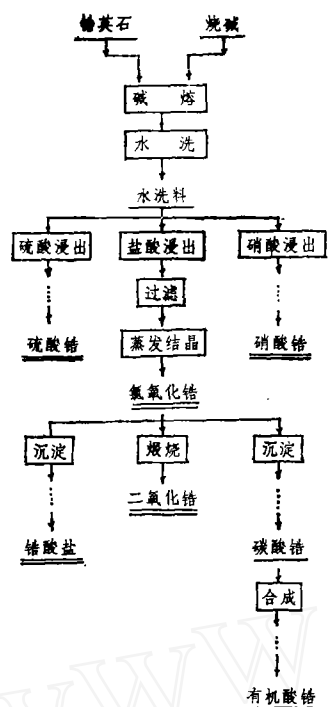 锆英石 烧碱
碱 熔
水 洗
水洗料
硫酸浸出 盐酸浸出 硝酸浸出
过滤
硫酸锆 蒸发结晶 硝酸锆
氯氧化锆
沉淀 煅烧 沉淀
二氧化锆
锆酸盐 碳酸锆
合成
有机酸锆